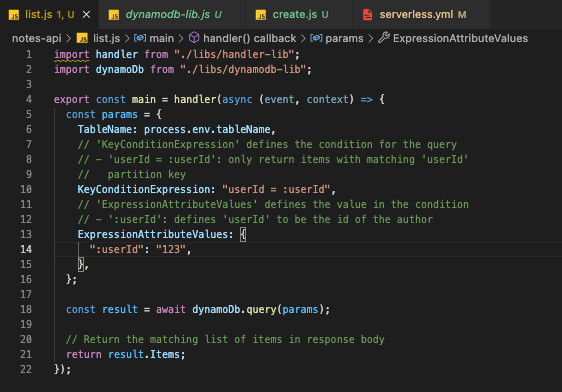 JS list.js 1, U × JS dynamodb-lib.js U JS create.js U serverless.yml M
notes-api > JS list.js > main > handler() callback > params > ExpressionAttributeValues
1 import handler from "./libs/handler-lib";
2 import dynamoDb from "./libs/dynamodb-lib";
3
4 export const main = handler(async (event, context) => {
5 const params = {
6 TableName: process.env.tableName,
7 // 'KeyConditionExpression' defines the condition for the query
8 // - 'userId = :userId': only return items with matching 'userId'
9 // partition key
10 KeyConditionExpression: "userId = :userId",
11 // 'ExpressionAttributeValues' defines the value in the condition
12 // - ':userId': defines 'userId' to be the id of the author
13 ExpressionAttributeValues: {
14 ":userId": "123",
15 },
16 };
17
18 const result = await dynamoDb.query(params);
19
20 // Return the matching list of items in response body
21 return result.Items;
22 });